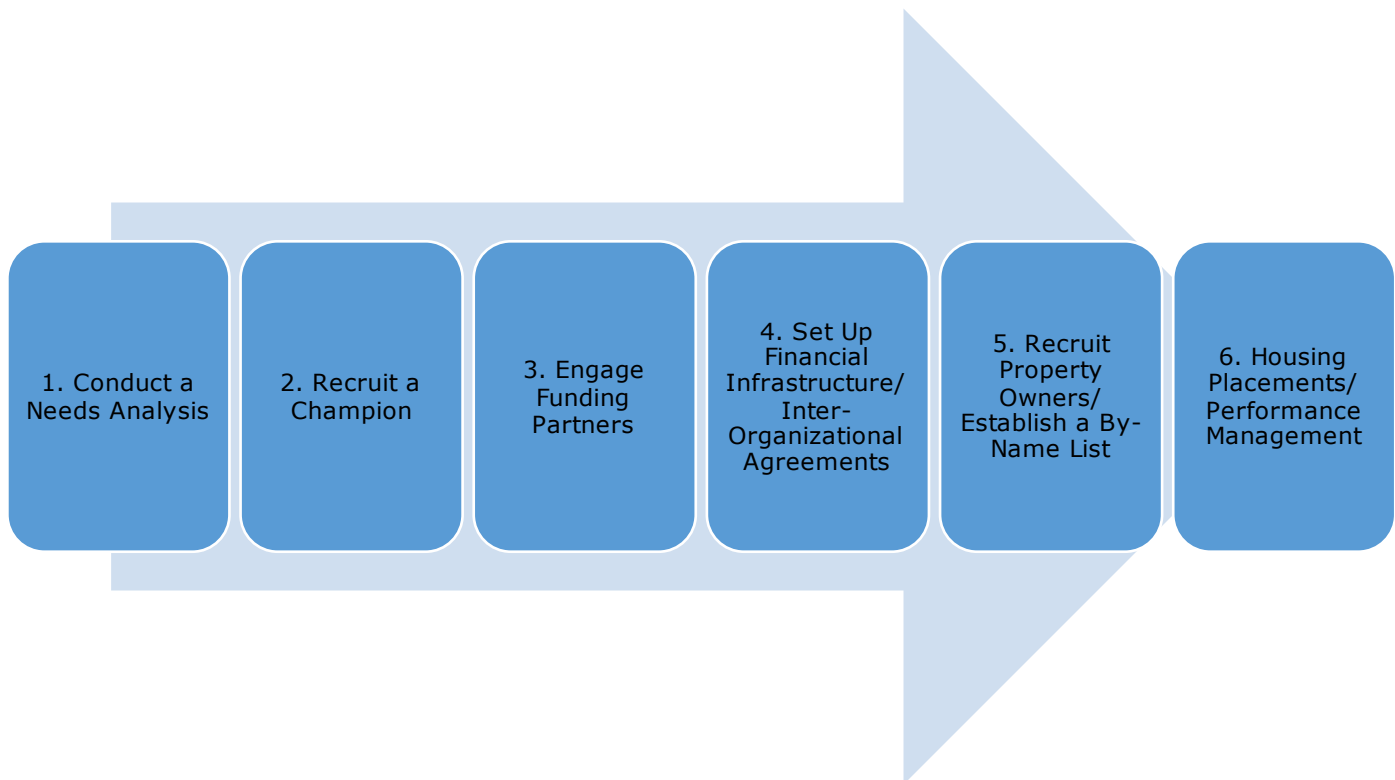 1. Conduct a
Needs Analysis
2. Recruit a
Champion
3. Engage
Funding
Partners
4. Set Up
Financial
Infrastructure/
Inter-
Organizational
Agreements
5. Recruit
Property
Owners/
Establish a By-
Name List
6. Housing
Placements/
Performance
Management